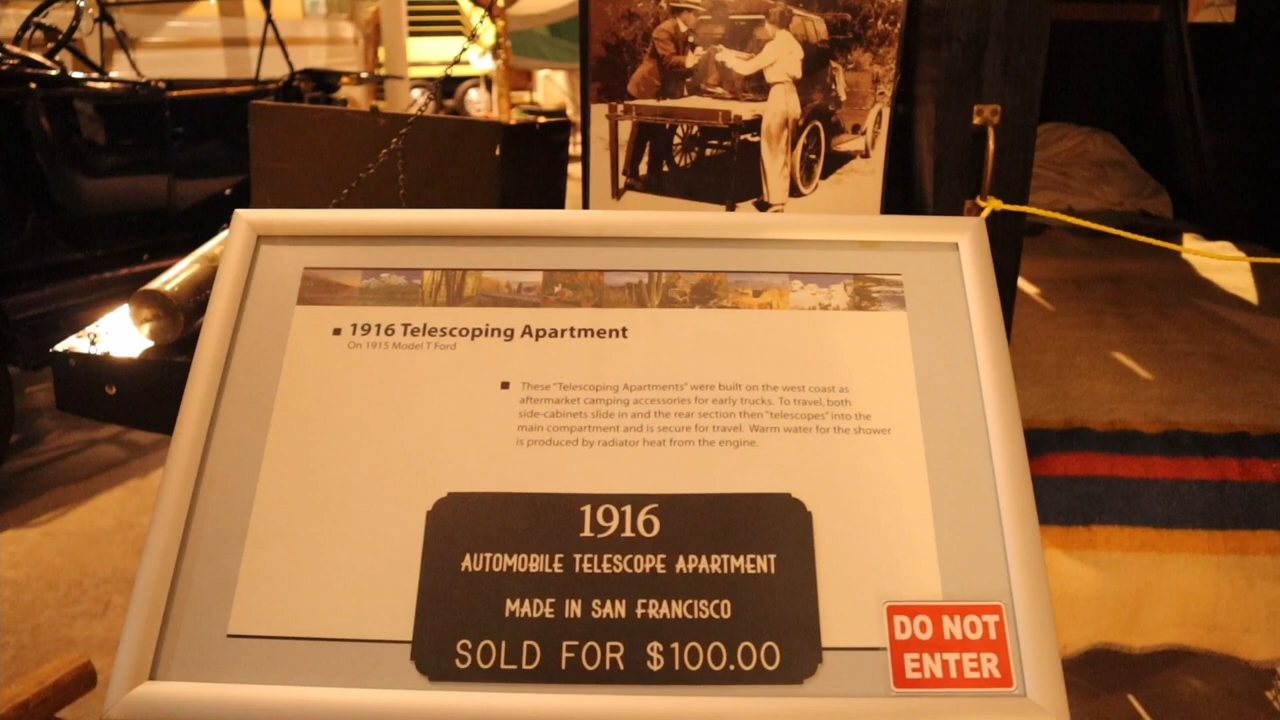 1916 Telescoping Apartment
On 1915 Model T Ford
These "Telescoping Apartments" were built on the west coast as
aftermarket camping accessories for early trucks. To travel, both
side-cabinets slide in and the rear section then "telescopes" into the
main compartment and is secure for travel. Warm water for the shower
is produced by radiator heat from the engine.
1916
AUTOMOBILE TELESCOPE APARTMENT
MADE IN SAN FRANCISCO
SOLD FOR $100.00
DO NOT
ENTER